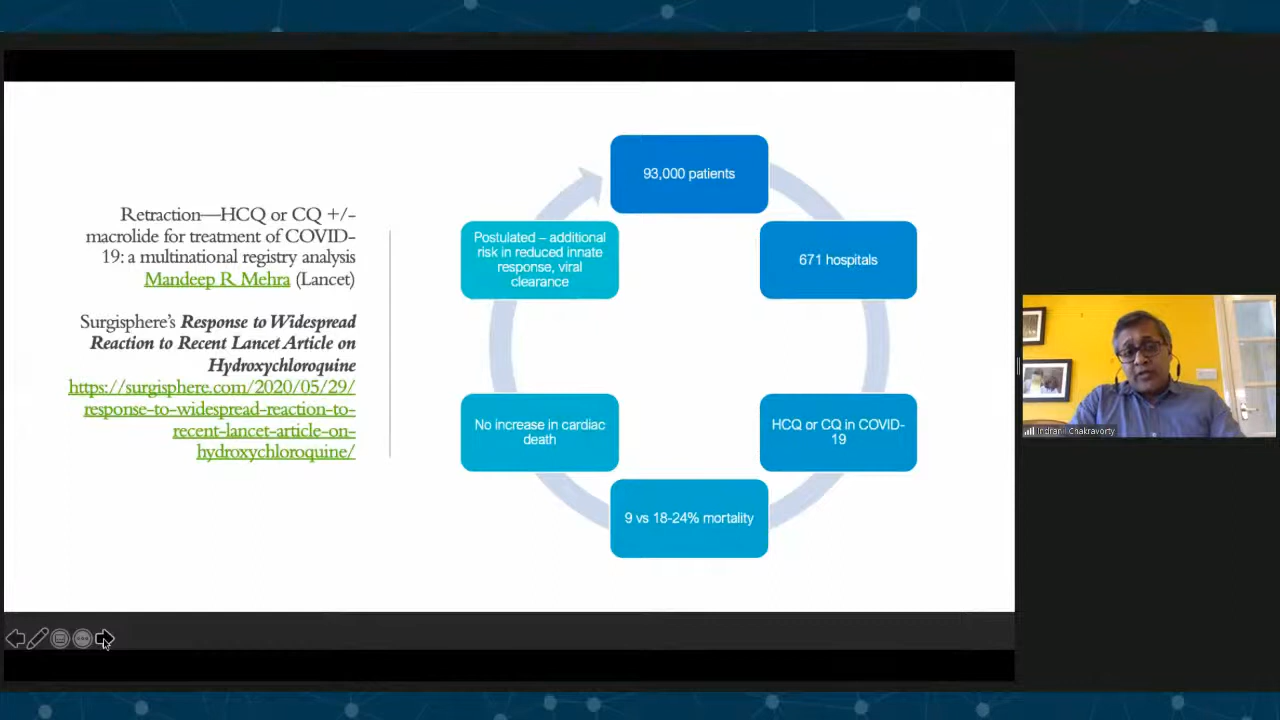 Retraction—HCQ or CQ +/-
macrolide for treatment of COVID-
19: a multinational registry analysis
Mandeep R Mehra (Lancet)
Surgisphere's Response to Widespread
Reaction to Recent Lancet Article on
Hydroxychloroquine
https://surgisphere.com/2020/05/29/
response-to-widespread-reaction-to-
recent-lancet-article-on-
hydroxychloroquine/
93,000 patients
671 hospitals
HCQ or CQ in COVID-
19
9 vs 18-24% mortality
No increase in cardiac
death
Postulated – additional
risk in reduced innate
response, viral
clearance
Indranil Chakravorty